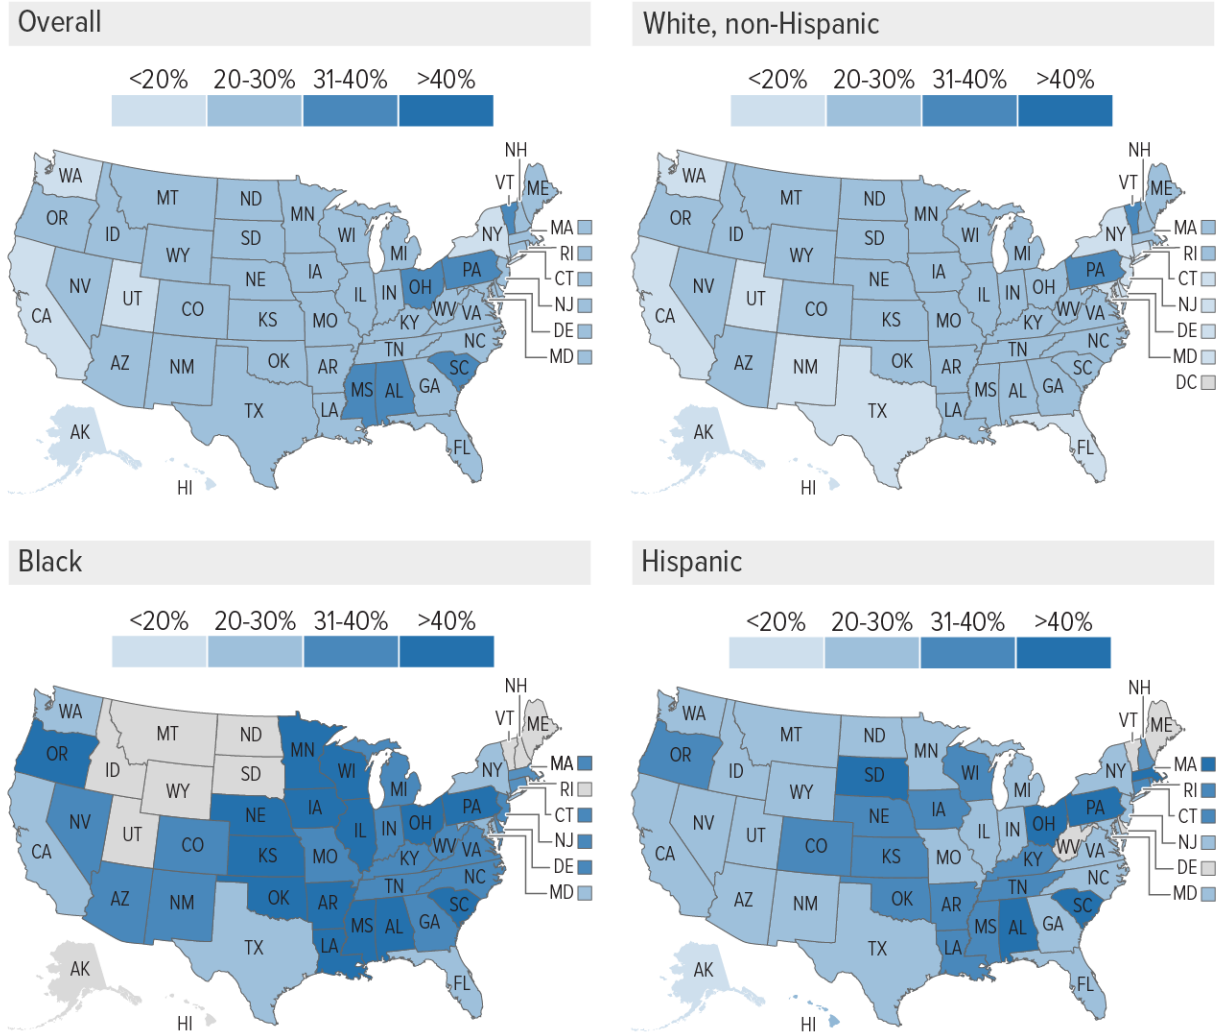 Overall
<20% 20-30% 31-40% >40%
NH
VT
ME
WA
MT
ND
MN
OR
ID
SD
WI
NY
MA
MI
RI
WY
IA
PA
CT
NV
UT
NE
IL
IN
OH
NJ
CA
CO
KS
MO
KY
WV
VA
DE
TN
NC
MD
AZ
NM
OK
AR
SC
MS
AL
GA
TX
LA
AK
FL
HI
White, non-Hispanic
<20% 20-30% 31-40% >40%
NH
VT
ME
WA
MT
ND
MN
OR
ID
SD
WI
NY
MA
MI
RI
WY
IA
PA
CT
NV
UT
NE
IL
IN
OH
NJ
CA
CO
KS
MO
KY
WV
VA
DE
TN
NC
MD
AZ
NM
OK
AR
SC
DC
MS
AL
GA
TX
LA
AK
FL
HI
Black
<20% 20-30% 31-40% >40%
NH
VT
ME
WA
MT
ND
MN
OR
ID
SD
WI
NY
MA
MI
RI
WY
IA
PA
CT
NV
UT
NE
IL
IN
OH
NJ
CA
CO
KS
MO
KY
WV
VA
DE
TN
NC
MD
AZ
NM
OK
AR
SC
MS
AL
GA
TX
LA
AK
FL
HI
Hispanic
<20% 20-30% 31-40% >40%
NH
VT
ME
WA
MT
ND
MN
OR
ID
SD
WI
NY
MA
MI
RI
WY
IA
PA
CT
NV
UT
NE
IL
IN
OH
NJ
CA
CO
KS
MO
KY
WV
VA
DE
TN
NC
MD
AZ
NM
OK
AR
SC
MS
AL
GA
TX
LA
AK
FL
HI